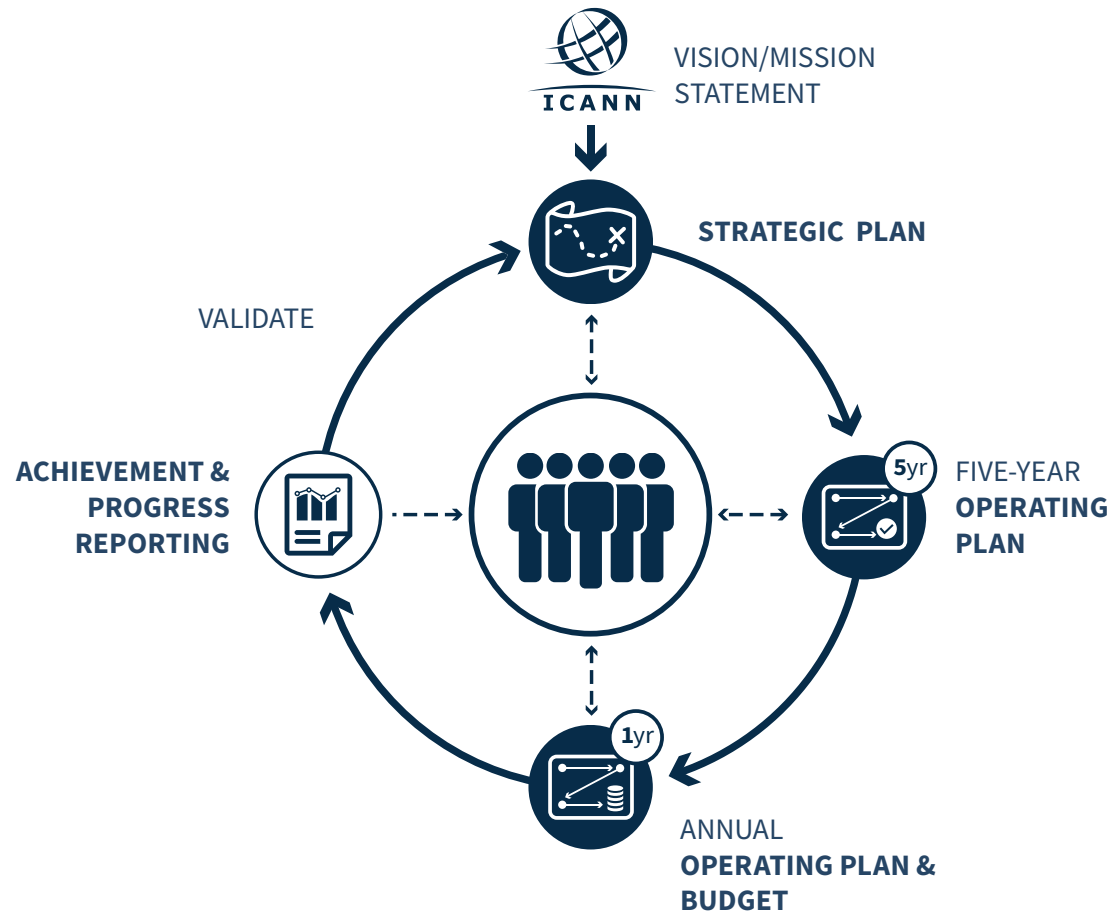 VISION/MISSION
STATEMENT
ICANN
STRATEGIC PLAN
VALIDATE
ACHIEVEMENT &
PROGRESS
REPORTING
5yr
FIVE-YEAR
OPERATING
PLAN
1yr
ANNUAL
OPERATING PLAN &
BUDGET